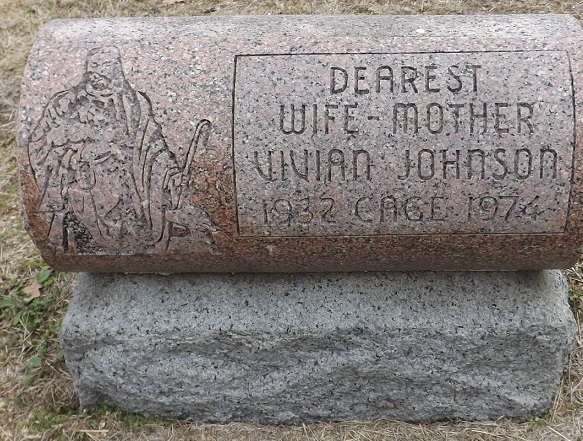 DEAREST
WIFE - MOTHER
VIVIAN JOHNSON
1932 CAGE 1974